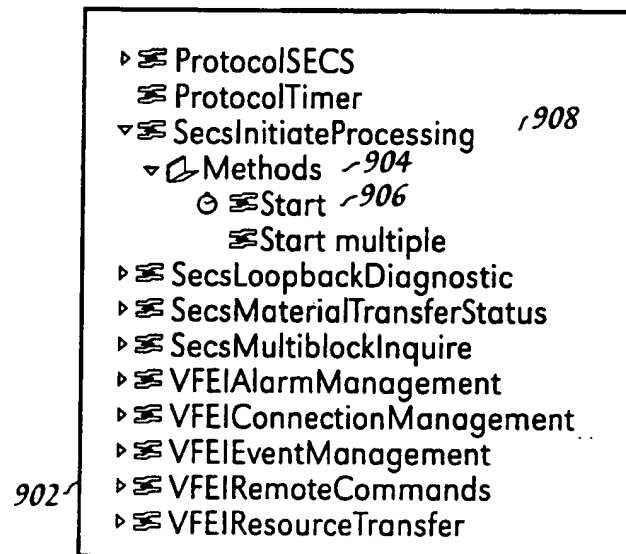 ProtocolSECS
ProtocolTimer
SecsInitiateProcessing 908
Methods 904
Start 906
Start multiple
SecsLoopbackDiagnostic
SecsMaterialTransferStatus
SecsMultiblockInquire
VFEIAlarmManagement
VFEIConnectionManagement
VFEIEventManagement
902 VFEIRemoteCommands
VFEIResourceTransfer